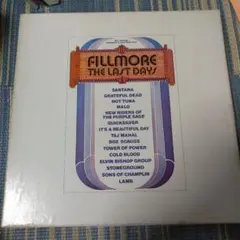 FILLMORE
THE LAST DAYS
SANTANA
GRATEFUL DEAD
HOT TUNA
MALO
NEW RIDERS OF
THE PURPLE SAGE
QUICKSILVER
IT'S A BEAUTIFUL DAY
TAJ MAHAL
BOZ SCAGGS
TOWER OF POWER
COLD BLOOD
ELVIN BISHOP GROUP
STONEGROUND
SONS OF CHAMPLIN
LAMB